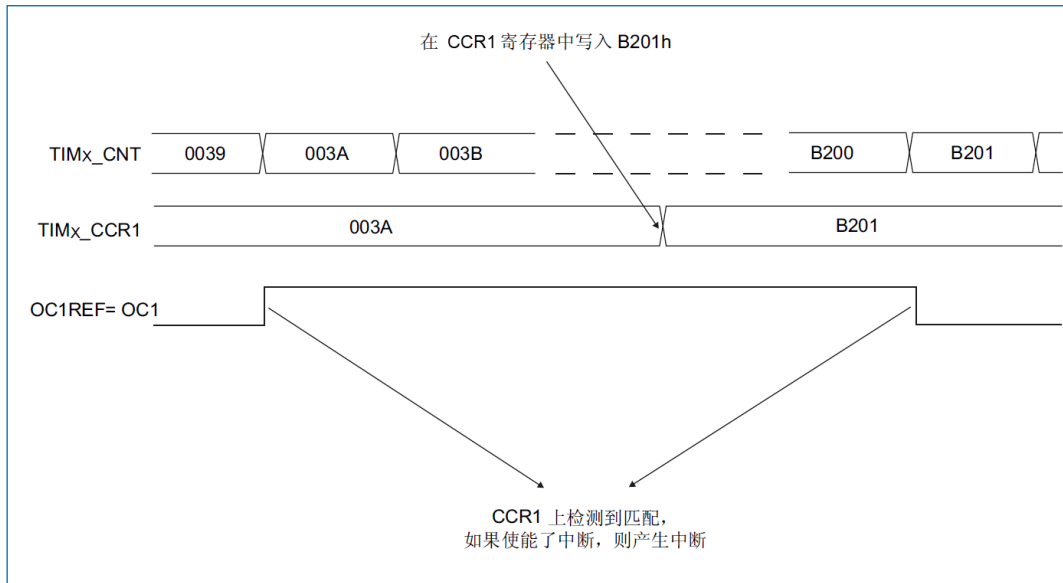 在 CCR1 寄存器中写入 B201h
TIMx_CNT 0039 003A 003B B200 B201
TIMx_CCR1 003A B201
OC1REF= OC1
CCR1 上检测到匹配,
如果使能了中断,则产生中断